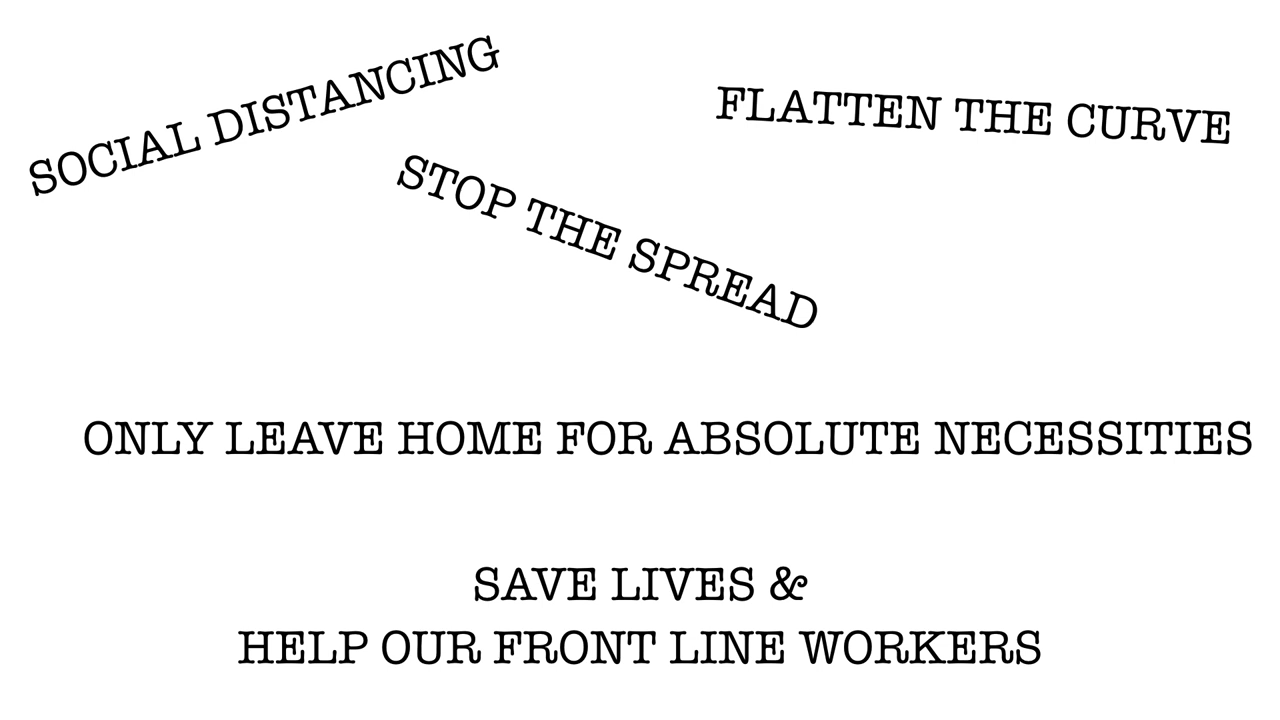 SOCIAL DISTANCING
FLATTEN THE CURVE
STOP THE SPREAD
ONLY LEAVE HOME FOR ABSOLUTE NECESSITIES
SAVE LIVES &
HELP OUR FRONT LINE WORKERS